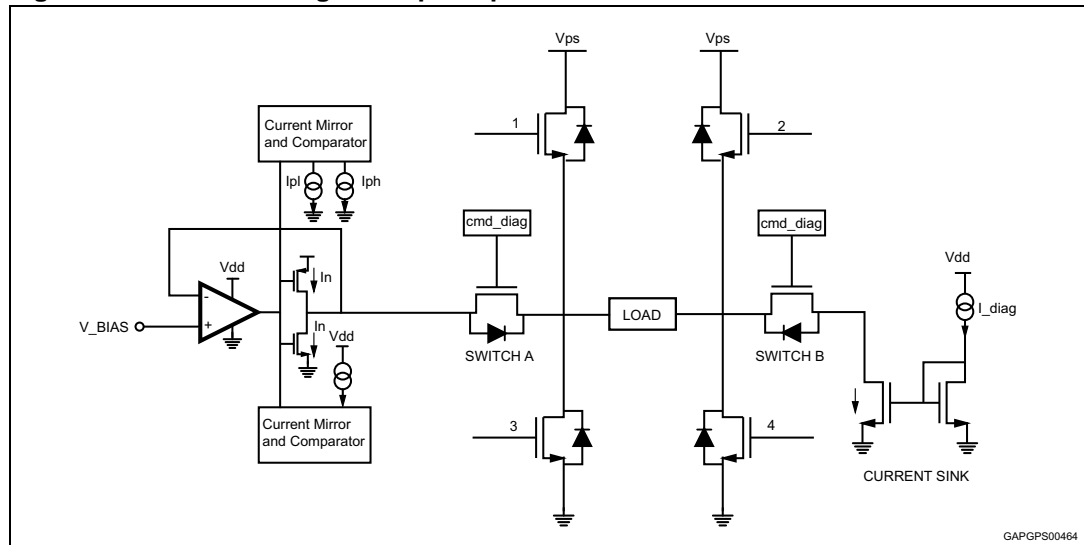 Vps
Vps
Current Mirror
and Comparator
1
2
Ipl
Iph
cmd_diag
cmd_diag
Vdd
In
Vdd
I_diag
-
+
V_BIAS
In
Vdd
LOAD
SWITCH A
SWITCH B
Current Mirror
and Comparator
3
4
CURRENT SINK
GAPGPS00464